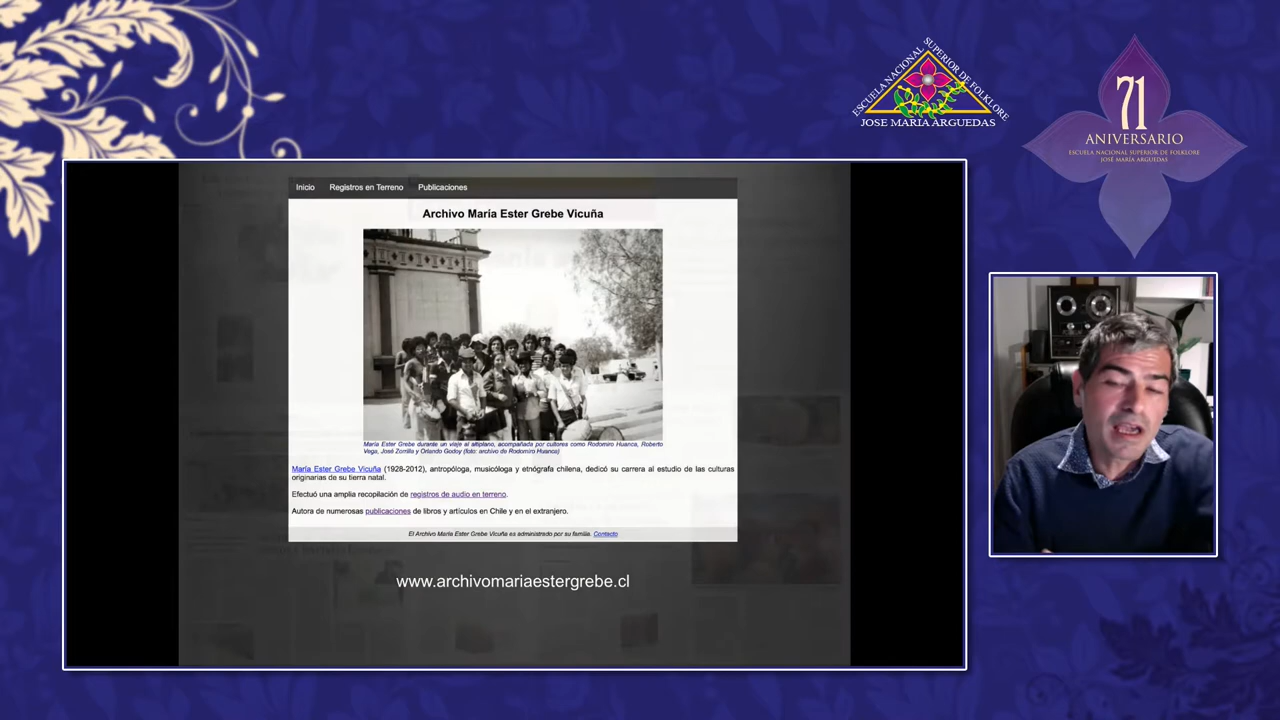 ESCUELA NACIONAL SUPERIOR DE FOLKLORE
JOSE MARIA ARGUEDAS
71
ANIVERSARIO
ESCUELA NACIONAL SUPERIOR DE FOLKLORE
JOSÉ MARÍA ARGUEDAS
Inicio Registros en Terreno Publicaciones
Archivo María Ester Grebe Vicuña
María Ester Grebe durante un viaje al altiplano, acompañada por cultores como Rodomiro Huanca, Roberto
Vega, José Zorrilla y Orlando Godoy (foto: archivo de Rodomiro Huanca)
María Ester Grebe Vicuña (1928-2012), antropóloga, musicóloga y etnógrafa chilena, dedicó su carrera al estudio de las culturas
originarias de su tierra natal.
Efectuó una amplia recopilación de registros de audio en terreno.
Autora de numerosas publicaciones de libros y artículos en Chile y en el extranjero.
El Archivo María Ester Grebe Vicuña es administrado por su familia. Contacto
www.archivomariaestergrebe.cl